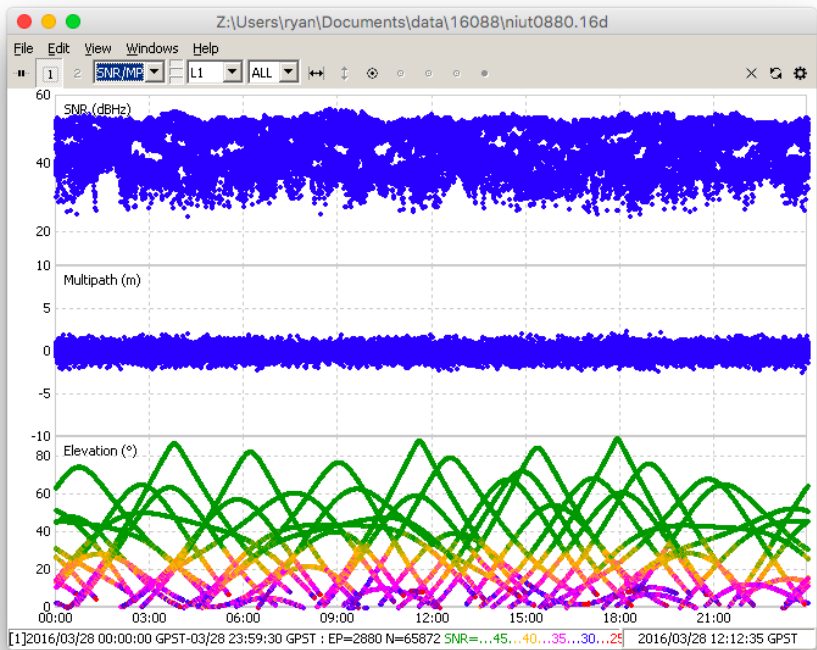 Z:\Users\ryan\Documents\data\16088\niut0880.16d
File Edit View Windows Help
1 2 SNR/MP L1 ALL
60
SNR (dBHz)
40
20
10
Multipath (m)
5
0
-5
-10
Elevation (°)
80
60
40
20
0
00:00 03:00 06:00 09:00 12:00 15:00 18:00 21:00
[1]2016/03/28 00:00:00 GPST-03/28 23:59:30 GPST : EP=2880 N=65872 SNR=...45...40...35...30...25 2016/03/28 12:12:35 GPST